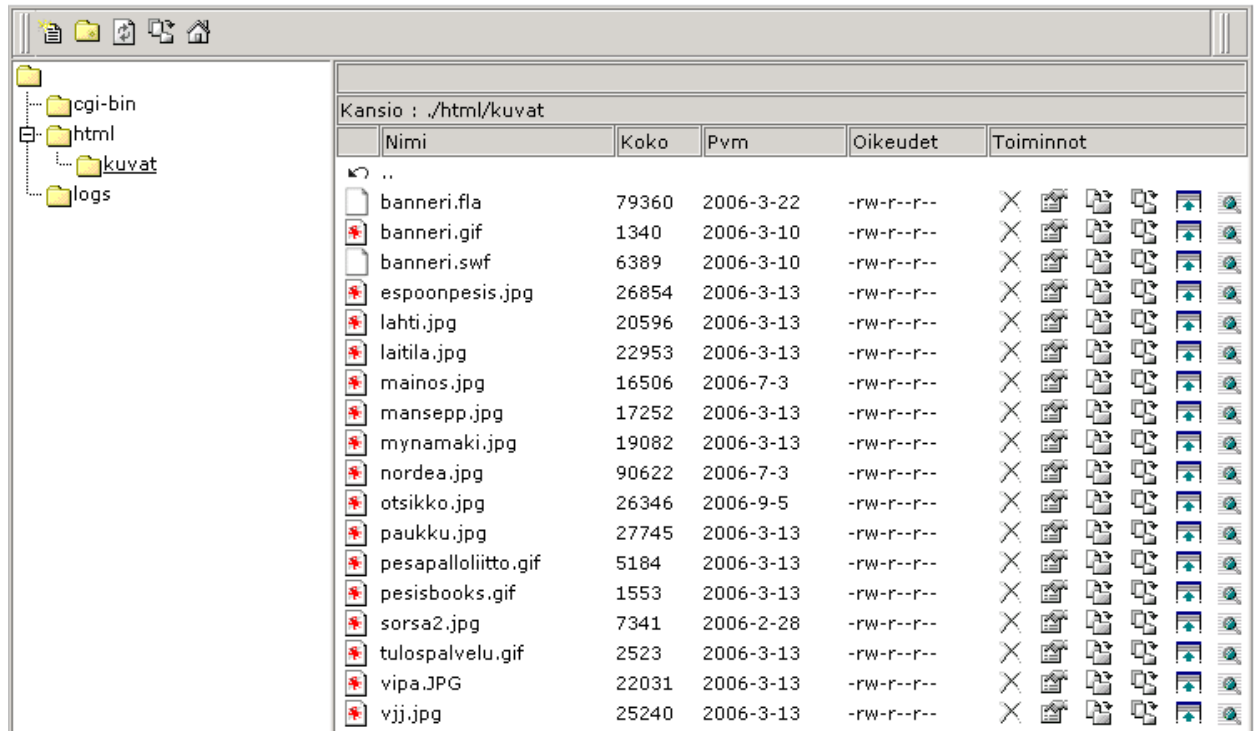 cgi-bin
html
kuvat
logs
Kansio : ./html/kuvat
Nimi Koko Pvm Oikeudet Toiminnot
..
banneri.fla 79360 2006-3-22 -rw-r--r--
banneri.gif 1340 2006-3-10 -rw-r--r--
banneri.swf 6389 2006-3-10 -rw-r--r--
espoonpesis.jpg 26854 2006-3-13 -rw-r--r--
lahti.jpg 20596 2006-3-13 -rw-r--r--
laitila.jpg 22953 2006-3-13 -rw-r--r--
mainos.jpg 16506 2006-7-3 -rw-r--r--
mansepp.jpg 17252 2006-3-13 -rw-r--r--
mynamaki.jpg 19082 2006-3-13 -rw-r--r--
nordea.jpg 90622 2006-7-3 -rw-r--r--
otsikko.jpg 26346 2006-9-5 -rw-r--r--
paukku.jpg 27745 2006-3-13 -rw-r--r--
pesapalloliitto.gif 5184 2006-3-13 -rw-r--r--
pesisbooks.gif 1553 2006-3-13 -rw-r--r--
sorsa2.jpg 7341 2006-2-28 -rw-r--r--
tulospalvelu.gif 2523 2006-3-13 -rw-r--r--
vipa.JPG 22031 2006-3-13 -rw-r--r--
vjj.jpg 25240 2006-3-13 -rw-r--r--